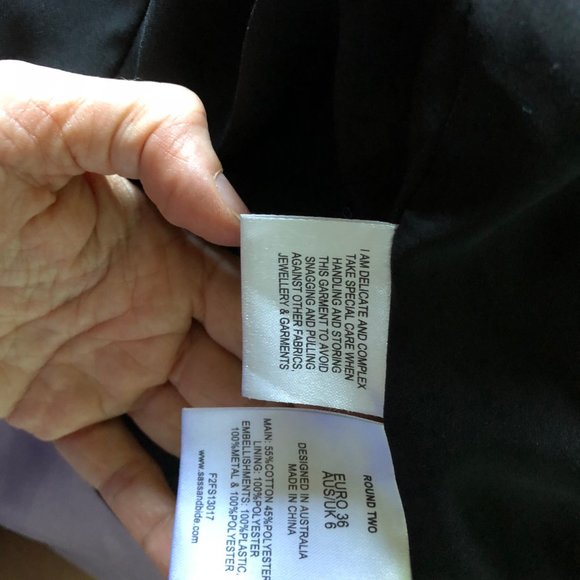 I AM DELICATE AND COMPLEX
TAKE SPECIAL CARE WHEN
HANDLING AND STORING
THIS GARMENT TO AVOID
SNAGGING AND PULLING
AGAINST OTHER FABRICS,
JEWELLERY & GARMENTS
ROUND TWO
EURO 36
AUS/UK 6
DESIGNED IN AUSTRALIA
MADE IN CHINA
MAIN: 55%COTTON 45%POLYESTER
LINING: 100%POLYESTER
EMBELLISHMENTS: 100%PLASTIC,
100%METAL & 100%POLYESTER
F2FS13017
www.sassandbide.com